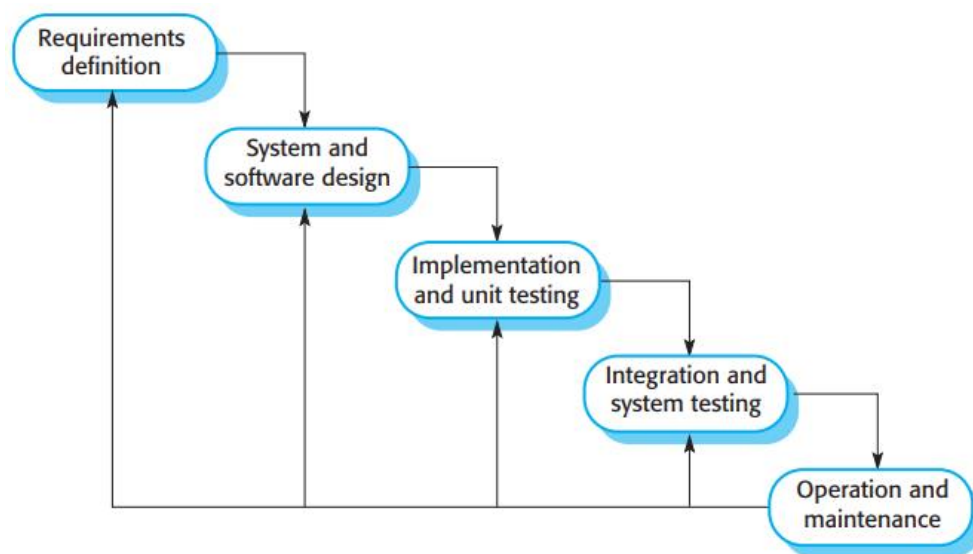 Requirements
definition
System and
software design
Implementation
and unit testing
Integration and
system testing
Operation and
maintenance